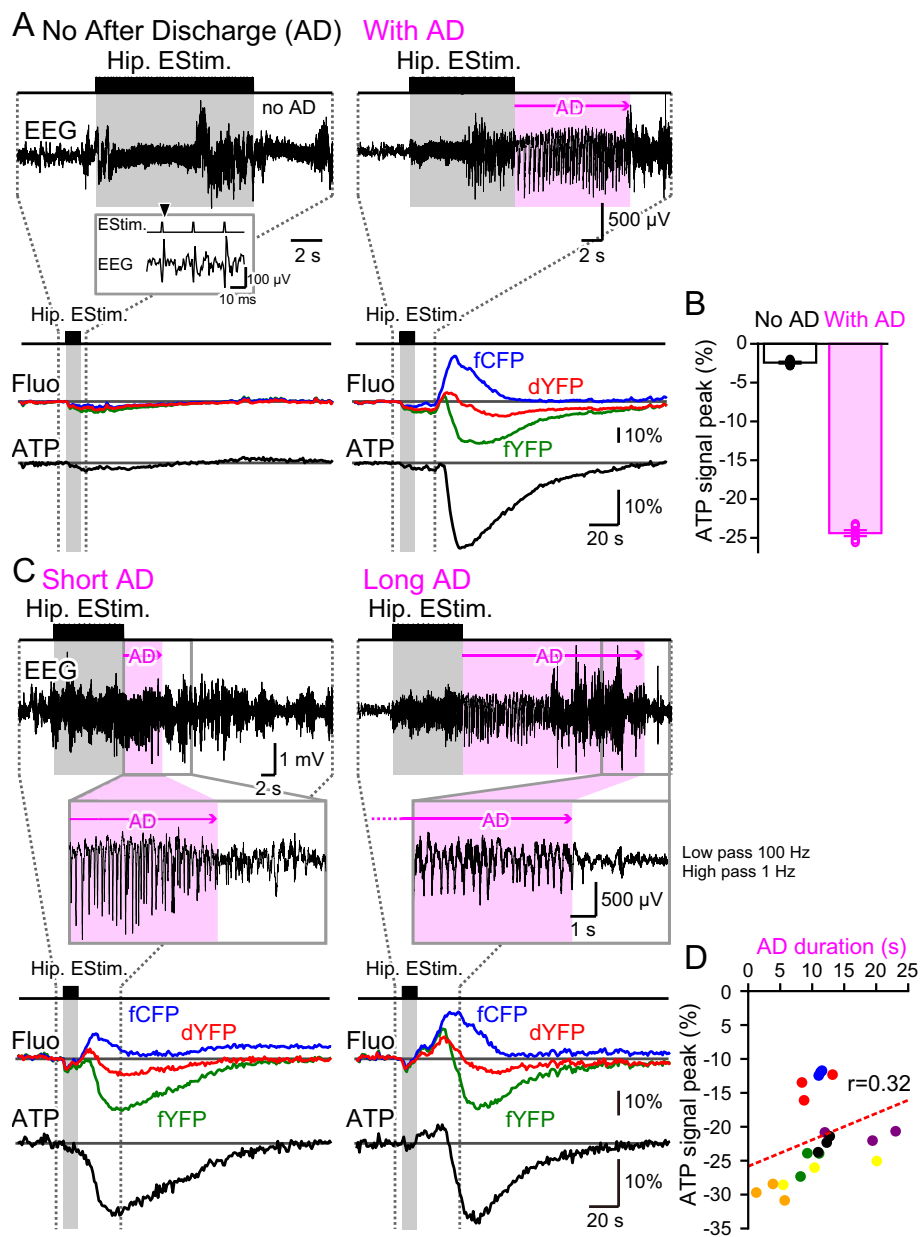 A No After Discharge (AD) With AD
Hip. EStim. Hip. EStim.
no AD AD
EEG
EStim.
EEG
100 µV
10 ms
2 s
500 µV
2 s
Hip. EStim. Hip. EStim.
Fluo Fluo
fCFP
dYFP
fYFP
10%
ATP ATP
10%
20 s
B
No AD With AD
ATP signal peak (%)
0
-5
-10
-15
-20
-25
C Short AD Long AD
Hip. EStim. Hip. EStim.
AD AD
EEG
1 mV
2 s
AD AD
Low pass 100 Hz
High pass 1 Hz
500 µV
1 s
Hip. EStim. Hip. EStim.
Fluo Fluo
fCFP fCFP
dYFP dYFP
fYFP fYFP
10%
ATP ATP
10%
20 s
D
AD duration (s)
0 5 10 15 20 25
ATP signal peak (%)
0
-5
-10
-15
-20
-25
-30
-35
r=0.32